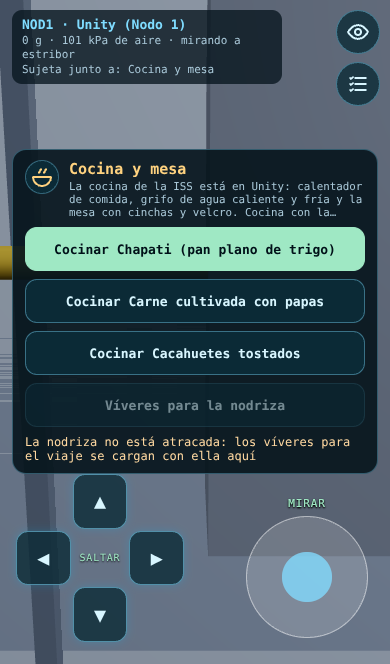 NOD1 · Unity (Nodo 1)
0 g · 101 kPa de aire · mirando a
estribor
Sujeta junto a: Cocina y mesa
Cocina y mesa
La cocina de la ISS está en Unity: calentador
de comida, grifo de agua caliente y fría y la
mesa con cinchas y velcro. Cocina con la…
Cocinar Chapati (pan plano de trigo)
Cocinar Carne cultivada con papas
Cocinar Cacahuetes tostados
Víveres para la nodriza
La nodriza no está atracada: los víveres para
el viaje se cargan con ella aquí
MIRAR
SALTAR